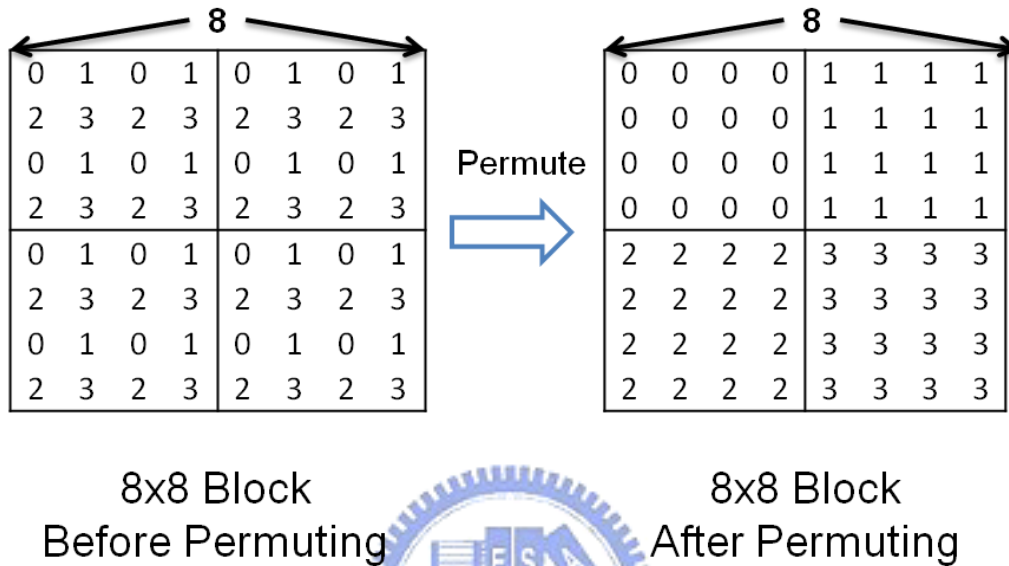 8 8
0 1 0 1 0 1 0 1 0 0 0 0 1 1 1 1
2 3 2 3 2 3 2 3 0 0 0 0 1 1 1 1
0 1 0 1 0 1 0 1 0 0 0 0 1 1 1 1
2 3 2 3 2 3 2 3 0 0 0 0 1 1 1 1
Permute
0 1 0 1 0 1 0 1 2 2 2 2 3 3 3 3
2 3 2 3 2 3 2 3 2 2 2 2 3 3 3 3
0 1 0 1 0 1 0 1 2 2 2 2 3 3 3 3
2 3 2 3 2 3 2 3 2 2 2 2 3 3 3 3
8x8 Block
Before Permuting
8x8 Block
After Permuting